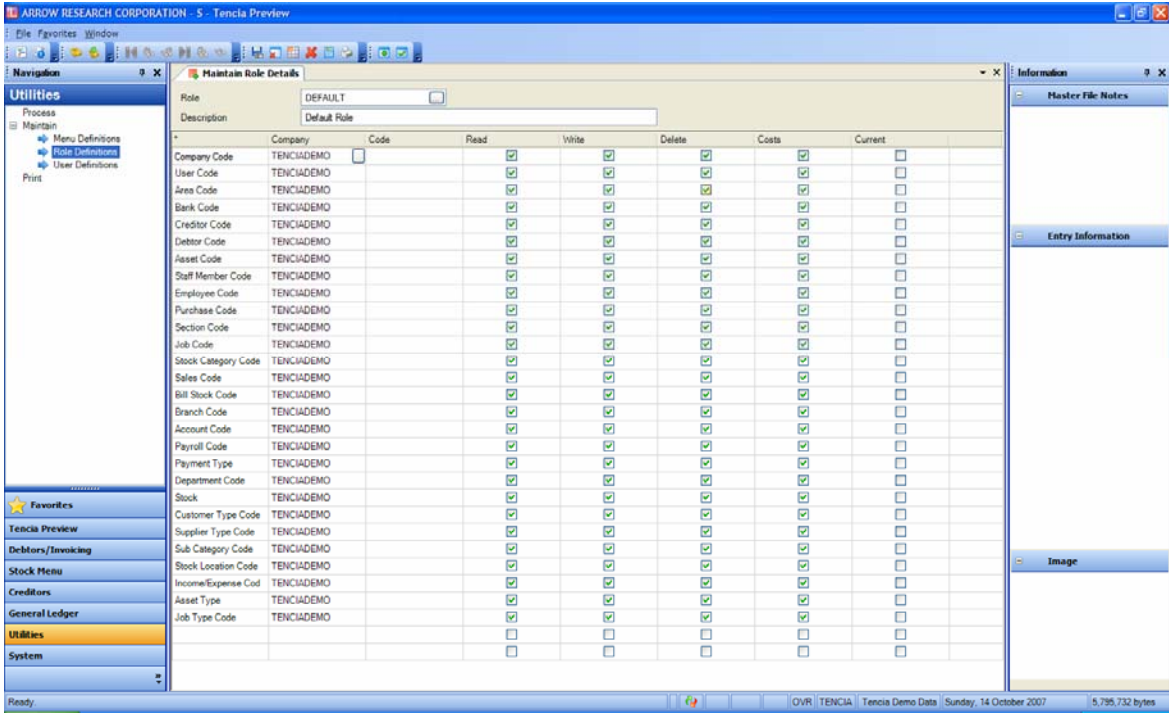 ARROW RESEARCH CORPORATION - S - Tencia Preview
File Favorites Window
Navigation
Maintain Role Details
Information
Utilities
Process
Maintain
Menu Definitions
Role Definitions
User Definitions
Print
Role DEFAULT ...
Description Default Role
* Company Code Read Write Delete Costs Current
Company Code TENCIADEMO
User Code TENCIADEMO
Area Code TENCIADEMO
Bank Code TENCIADEMO
Creditor Code TENCIADEMO
Debtor Code TENCIADEMO
Asset Code TENCIADEMO
Staff Member Code TENCIADEMO
Employee Code TENCIADEMO
Purchase Code TENCIADEMO
Section Code TENCIADEMO
Job Code TENCIADEMO
Stock Category Code TENCIADEMO
Sales Code TENCIADEMO
Bill Stock Code TENCIADEMO
Branch Code TENCIADEMO
Account Code TENCIADEMO
Payroll Code TENCIADEMO
Payment Type TENCIADEMO
Department Code TENCIADEMO
Stock TENCIADEMO
Customer Type Code TENCIADEMO
Supplier Type Code TENCIADEMO
Sub Category Code TENCIADEMO
Stock Location Code TENCIADEMO
Income/Expense Cod TENCIADEMO
Asset Type TENCIADEMO
Job Type Code TENCIADEMO
Master File Notes
Entry Information
Image
Favorites
Tencia Preview
Debtors/Invoicing
Stock Menu
Creditors
General Ledger
Utilities
System
Ready.
OVR TENCIA Tencia Demo Data Sunday, 14 October 2007 5,795,732 bytes